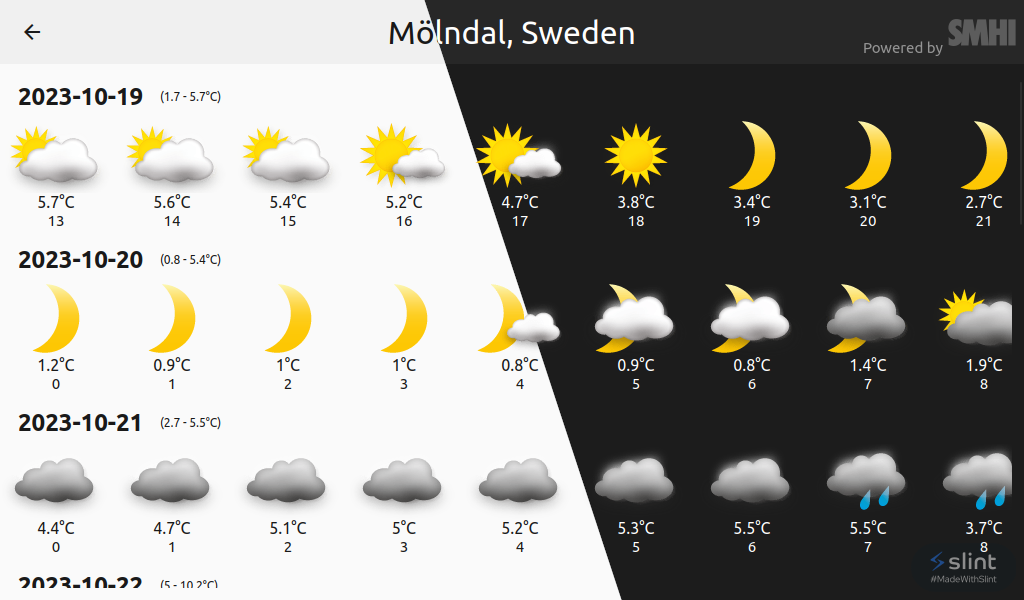 Mölndal, Sweden
Powered by SMHI
2023-10-19 (1.7 - 5.7°C)
5.7°C 5.6°C 5.4°C 5.2°C 4.7°C 3.8°C 3.4°C 3.1°C 2.7°C
13 14 15 16 17 18 19 20 21
2023-10-20 (0.8 - 5.4°C)
1.2°C 0.9°C 1°C 1°C 0.8°C 0.9°C 0.8°C 1.4°C 1.9°C
0 1 2 3 4 5 6 7 8
2023-10-21 (2.7 - 5.5°C)
4.4°C 4.7°C 5.1°C 5°C 5.2°C 5.3°C 5.5°C 5.5°C 3.7°C
0 1 2 3 4 5 6 7 8
2023-10-22 (5 - 10.2°C)
slint
#MadeWithSlint